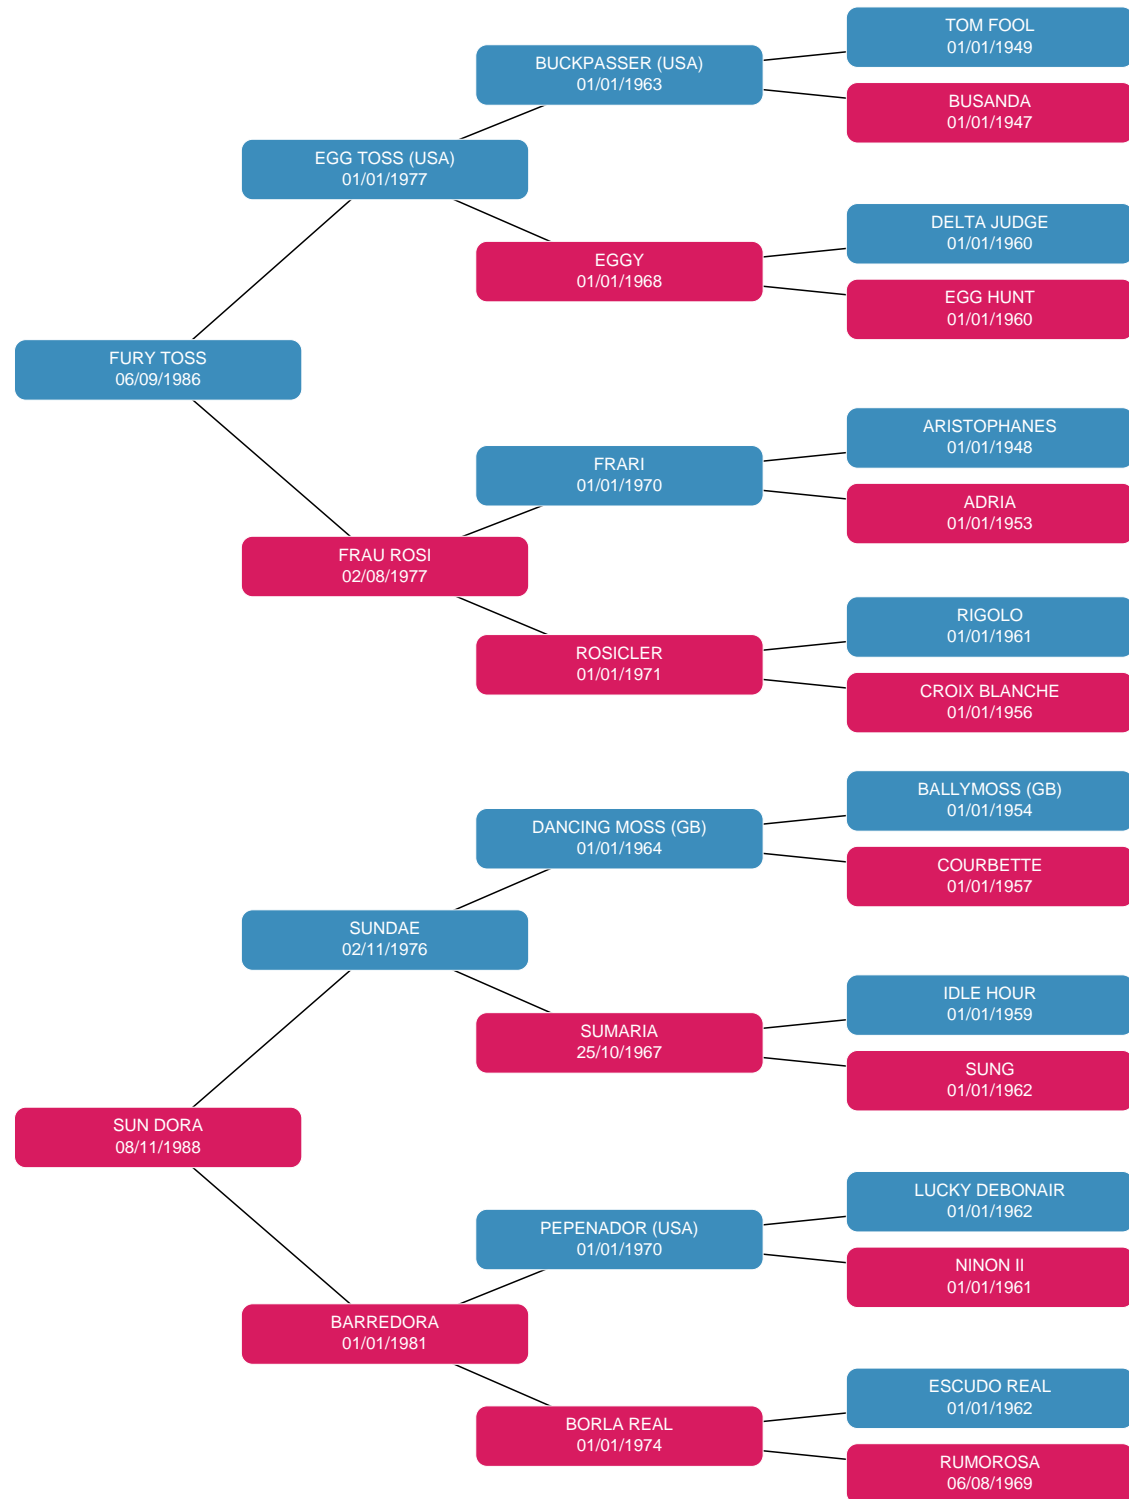 TOM FOOL
01/01/1949
BUCKPASSER (USA)
01/01/1963
BUSANDA
01/01/1947
EGG TOSS (USA)
01/01/1977
DELTA JUDGE
01/01/1960
EGGY
01/01/1968
EGG HUNT
01/01/1960
FURY TOSS
06/09/1986
ARISTOPHANES
01/01/1948
FRARI
01/01/1970
ADRIA
01/01/1953
FRAU ROSI
02/08/1977
RIGOLO
01/01/1961
ROSICLER
01/01/1971
CROIX BLANCHE
01/01/1956
BALLYMOSS (GB)
01/01/1954
DANCING MOSS (GB)
01/01/1964
COURBETTE
01/01/1957
SUNDAE
02/11/1976
IDLE HOUR
01/01/1959
SUMARIA
25/10/1967
SUNG
01/01/1962
SUN DORA
08/11/1988
LUCKY DEBONAIR
01/01/1962
PEPENADOR (USA)
01/01/1970
NINON II
01/01/1961
BARREDORA
01/01/1981
ESCUDO REAL
01/01/1962
BORLA REAL
01/01/1974
RUMOROSA
06/08/1969